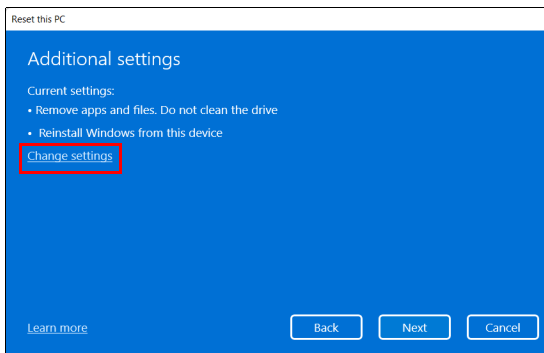 Reset this PC
Additional settings
Current settings:
• Remove apps and files. Do not clean the drive
• Reinstall Windows from this device
Change settings
Learn more
Back
Next
Cancel